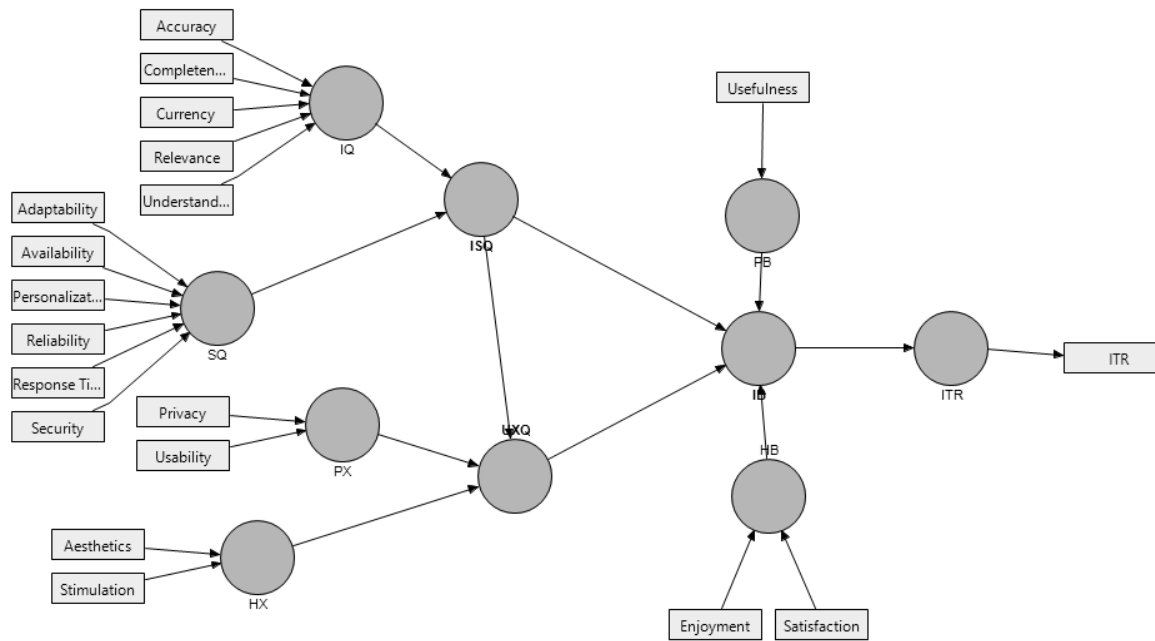 Accuracy
Completen...
Currency
Relevance
Understand...
IQ
Adaptability
Availability
Personalizat...
Reliability
Response Ti...
Security
SQ
ISQ
Privacy
Usability
PX
UXQ
Aesthetics
Stimulation
HX
Usefulness
PB
ID
ITR
ITR
HB
Enjoyment
Satisfaction